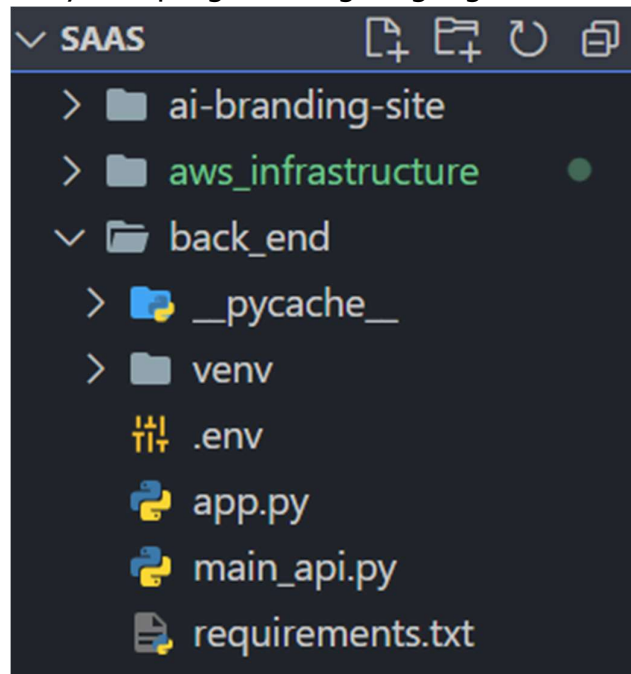 SAAS
ai-branding-site
aws_infrastructure
back_end
__pycache__
venv
.env
app.py
main_api.py
requirements.txt